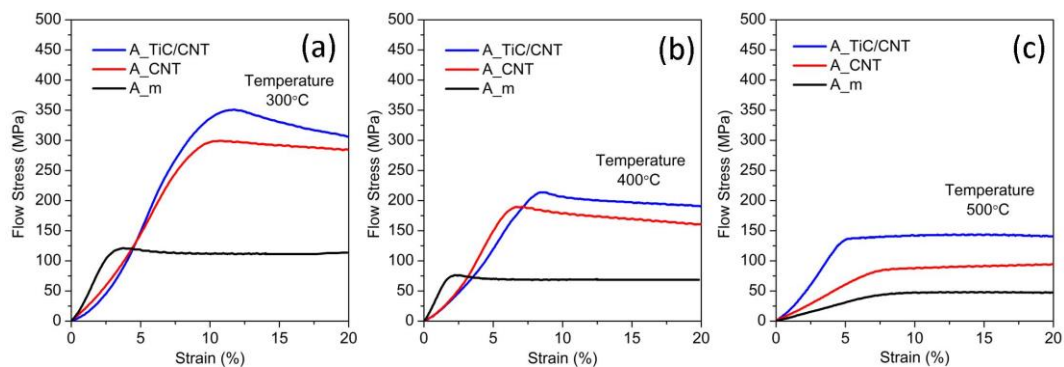 (a)
A_TiC/CNT
A_CNT
A_m
Temperature
300°C
Flow Stress (MPa)
500
450
400
350
300
250
200
150
100
50
0
0 5 10 15 20
Strain (%)
(b)
A_TiC/CNT
A_CNT
A_m
Temperature
400°C
Flow Stress (MPa)
500
450
400
350
300
250
200
150
100
50
0
0 5 10 15 20
Strain (%)
(c)
A_TiC/CNT
A_CNT
A_m
Temperature
500°C
Flow Stress (MPa)
500
450
400
350
300
250
200
150
100
50
0
0 5 10 15 20
Strain (%)